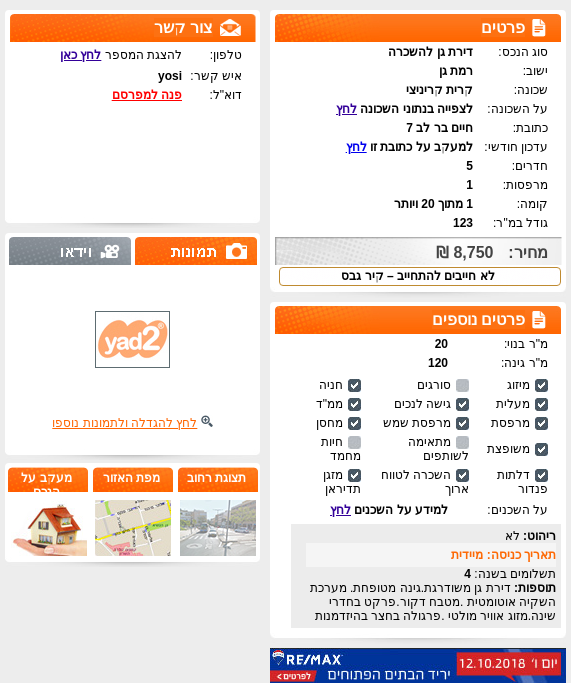 פרטים
סוג הנכס: דירת גן להשכרה
ישוב: רמת גן
שכונה: קרית קריניצי
על השכונה: לצפייה בנתוני השכונה לחץ
כתובת: חיים בר לב 7
עדכון חודשי: למעקב על כתובת זו לחץ
חדרים: 5
מרפסות: 1
קומה: 1 מתוך 20 ויותר
גודל במ"ר: 123
מחיר: 8,750 ₪
לא חייבים להתחייב – קיר גבס
פרטים נוספים
מ"ר בנוי: 20
מ"ר גינה: 120
מיזוג סורגים חניה
מעלית גישה לנכים ממ"ד
מרפסת מרפסת שמש מחסן
משופצת מתאימה לשותפים חיות מחמד
דלתות פנדור השכרה לטווח ארוך מזגן תדיראן
על השכנים: למידע על השכנים לחץ
ריהוט: לא
תאריך כניסה: מיידית
תשלומים בשנה: 4
תוספות: דירת גן משודרגת.גינה מטופחת. מערכת
השקיה אוטומטית .מטבח דקור.פרקט בחדרי
שינה.מזוג אוויר מולטי .פרגולה בחצר בהיזדמנות
RE/MAX יום ו' 12.10.2018
יריד הבתים הפתוחים
לפרטים >
צור קשר
טלפון: להצגת המספר לחץ כאן
איש קשר: yosi
דוא"ל: פנה למפרסם
תמונות וידאו
yad2
לחץ להגדלה ולתמונות נוספו
תצוגת רחוב מפת האזור מעקב על
הנכס